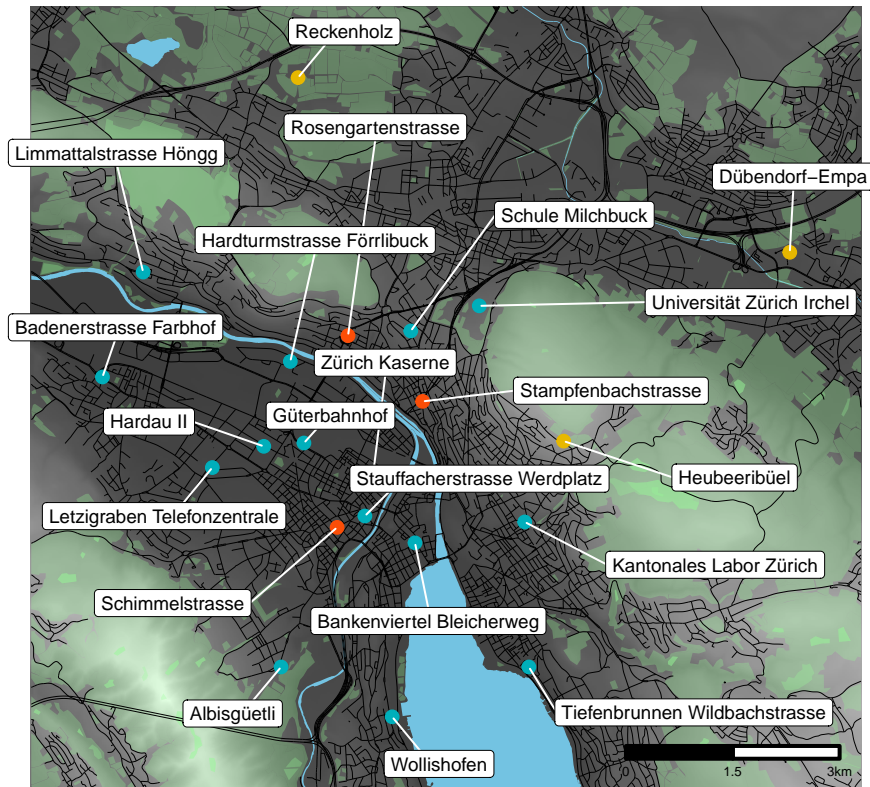 Reckenholz
Rosengartenstrasse
Limmattalstrasse Höngg
Dübendorf–Empa
Schule Milchbuck
Hardturmstrasse Förrlibuck
Universität Zürich Irchel
Badenerstrasse Farbhof
Zürich Kaserne
Stampfenbachstrasse
Güterbahnhof
Hardau II
Stauffacherstrasse Werdplatz
Heubeeribüel
Letzigraben Telefonzentrale
Kantonales Labor Zürich
Schimmelstrasse
Bankenviertel Bleicherweg
Albisgüetli
Tiefenbrunnen Wildbachstrasse
Wollishofen
0 1.5 3km